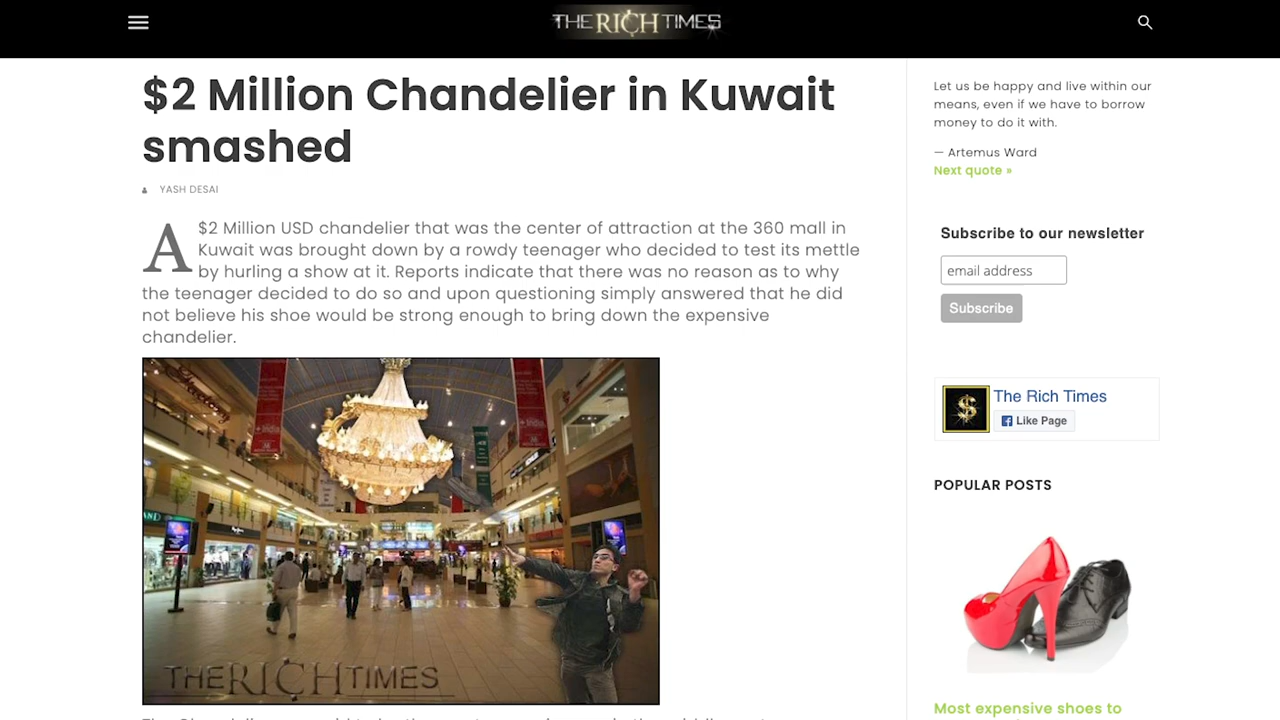 THE RICH TIMES
$2 Million Chandelier in Kuwait
smashed
YASH DESAI
A $2 Million USD chandelier that was the center of attraction at the 360 mall in
Kuwait was brought down by a rowdy teenager who decided to test its mettle
by hurling a show at it. Reports indicate that there was no reason as to why
the teenager decided to do so and upon questioning simply answered that he did
not believe his shoe would be strong enough to bring down the expensive
chandelier.
THE RICH TIMES
Let us be happy and live within our
means, even if we have to borrow
money to do it with.
— Artemus Ward
Next quote »
Subscribe to our newsletter
email address
Subscribe
The Rich Times
Like Page
POPULAR POSTS
Most expensive shoes to